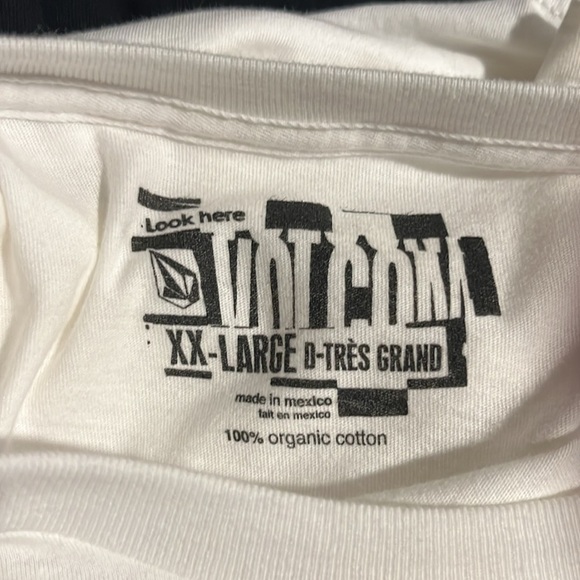 Look here
VOLCOM
XX-LARGE D-TRÈS GRAND
made in mexico
fait en mexico
100% organic cotton